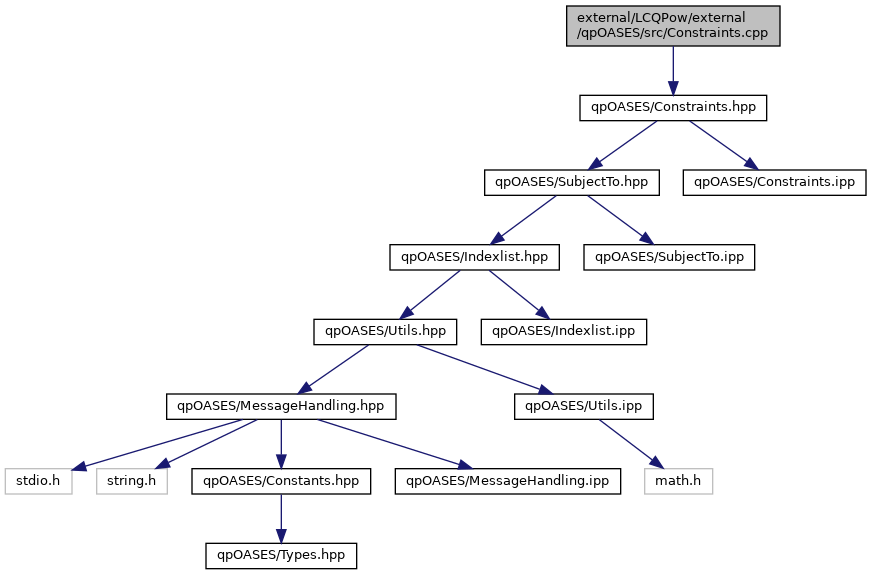 external/LCQPow/external
/qpOASES/src/Constraints.cpp
qpOASES/Constraints.hpp
qpOASES/SubjectTo.hpp
qpOASES/Constraints.ipp
qpOASES/Indexlist.hpp
qpOASES/SubjectTo.ipp
qpOASES/Utils.hpp
qpOASES/Indexlist.ipp
qpOASES/MessageHandling.hpp
qpOASES/Utils.ipp
stdio.h
string.h
qpOASES/Constants.hpp
qpOASES/MessageHandling.ipp
math.h
qpOASES/Types.hpp